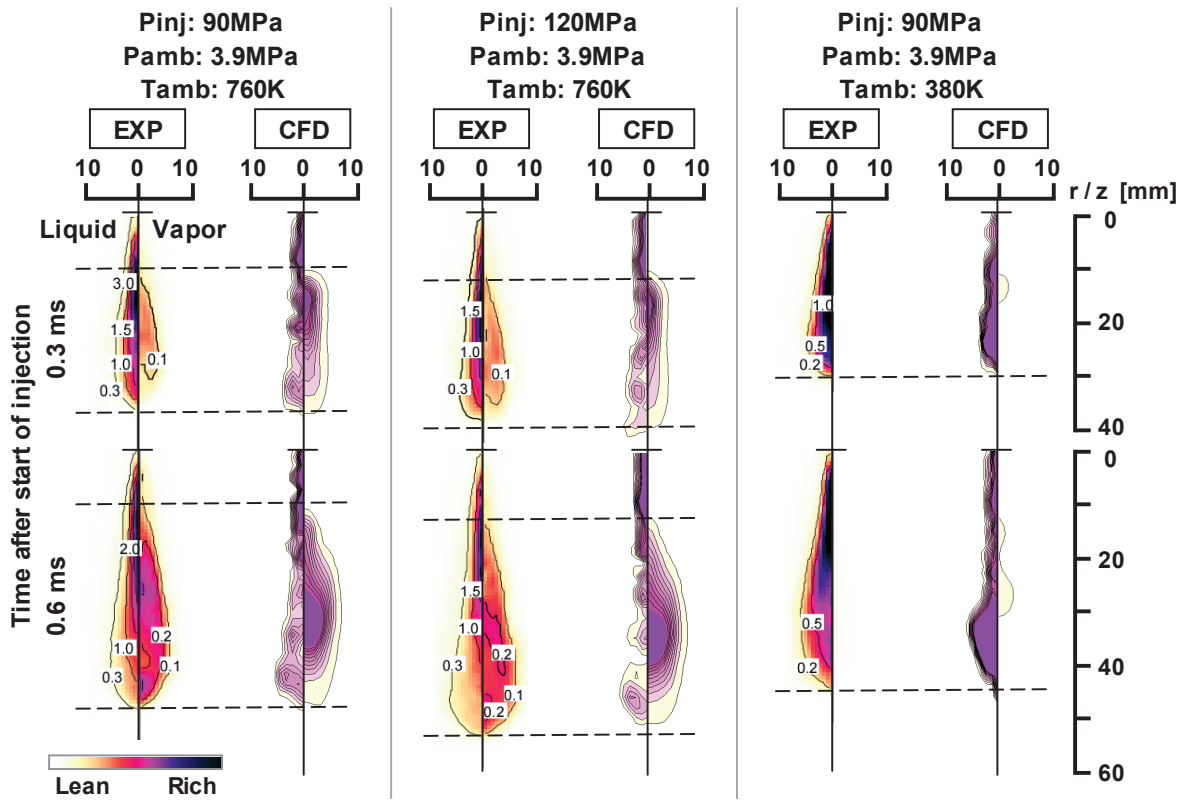 Pinj: 90MPa
Pamb: 3.9MPa
Tamb: 760K
EXP CFD
10 0 10 0 10
Pinj: 120MPa
Pamb: 3.9MPa
Tamb: 760K
EXP CFD
10 0 10 0 10
Pinj: 90MPa
Pamb: 3.9MPa
Tamb: 380K
EXP CFD
10 0 10 0 10
r / z [mm]
Time after start of injection
0.3 ms
Liquid Vapor
3.0
1.5
1.0 0.1
0.3
1.5
1.0
0.1
0.3
1.0
0.5
0.2
0
20
40
0.6 ms
2.0
0.2
1.0
0.1
0.3
1.5
1.0
0.2
0.3
0.1
0.2
0.5
0.2
0
20
40
60
Lean Rich